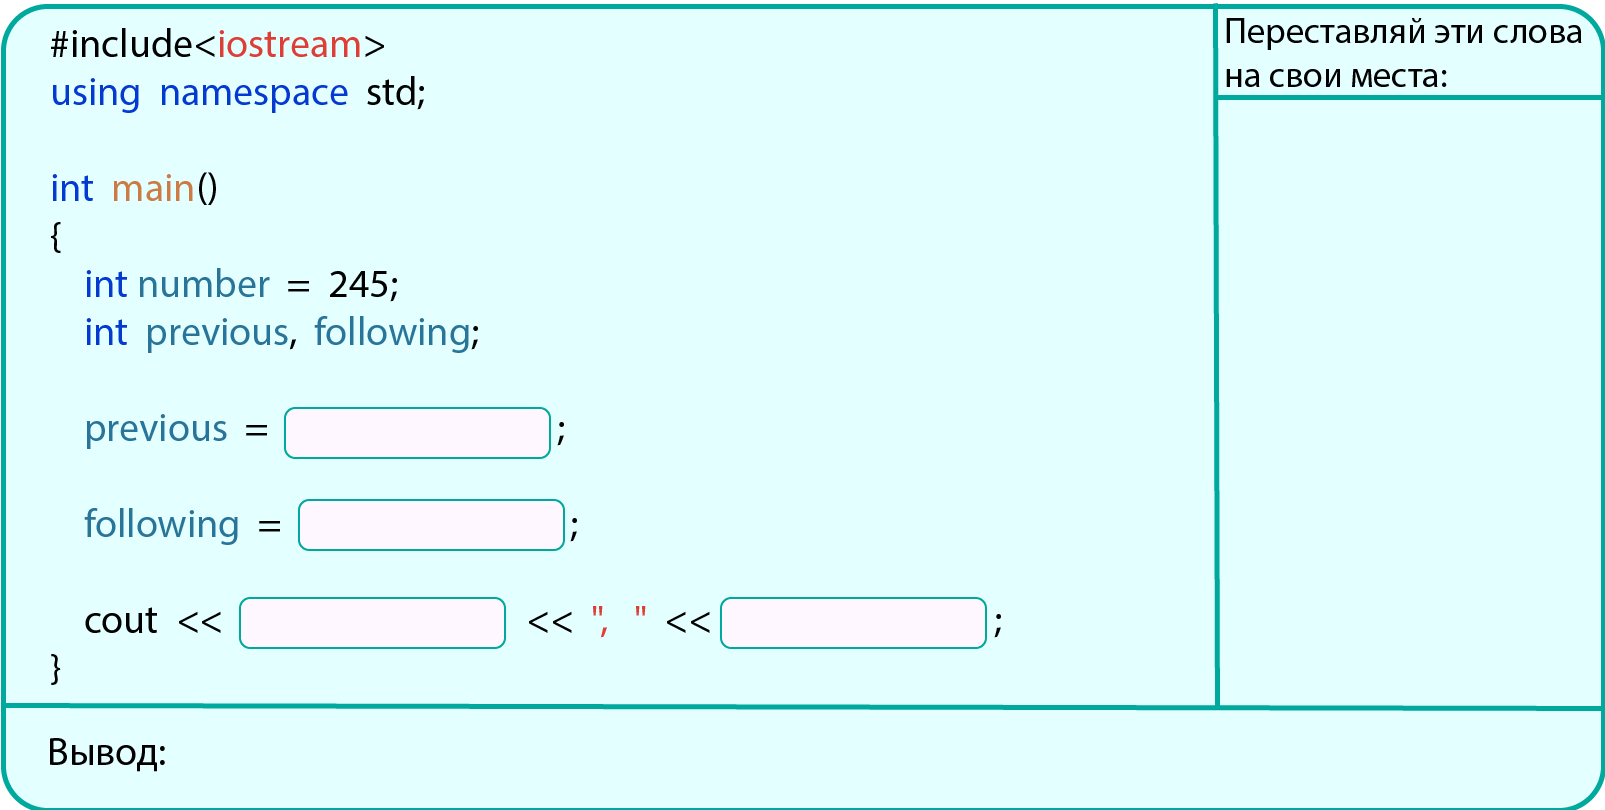 #include<iostream>
using namespace std;
int main()
{
int number = 245;
int previous, following;
previous = ;
following = ;
cout << << ", " << ;
}
Переставляй эти слова
на свои места:
Вывод: